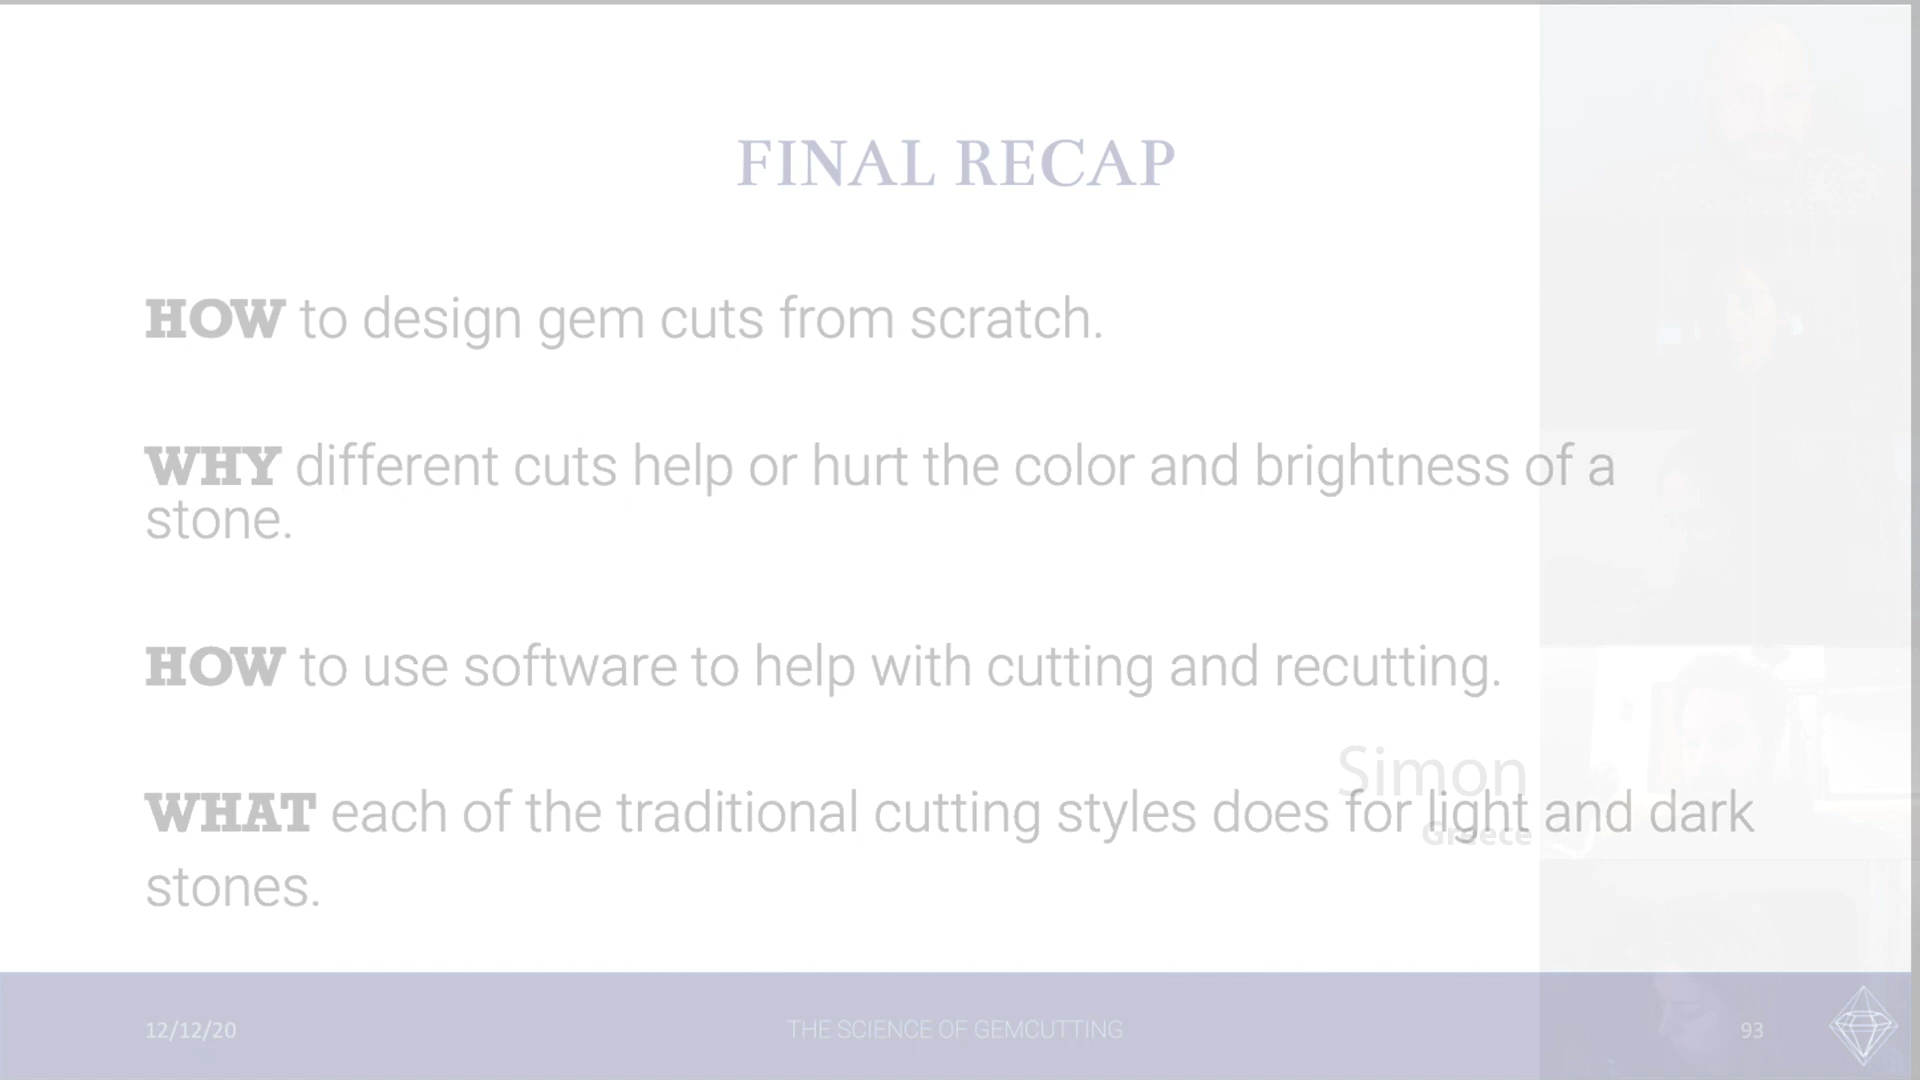 FINAL RECAP
HOW to design gem cuts from scratch.
WHY different cuts help or hurt the color and brightness of a
stone.
HOW to use software to help with cutting and recutting.
Simon
Greece
WHAT each of the traditional cutting styles does for light and dark
stones.
12/12/20
THE SCIENCE OF GEMCUTTING
93